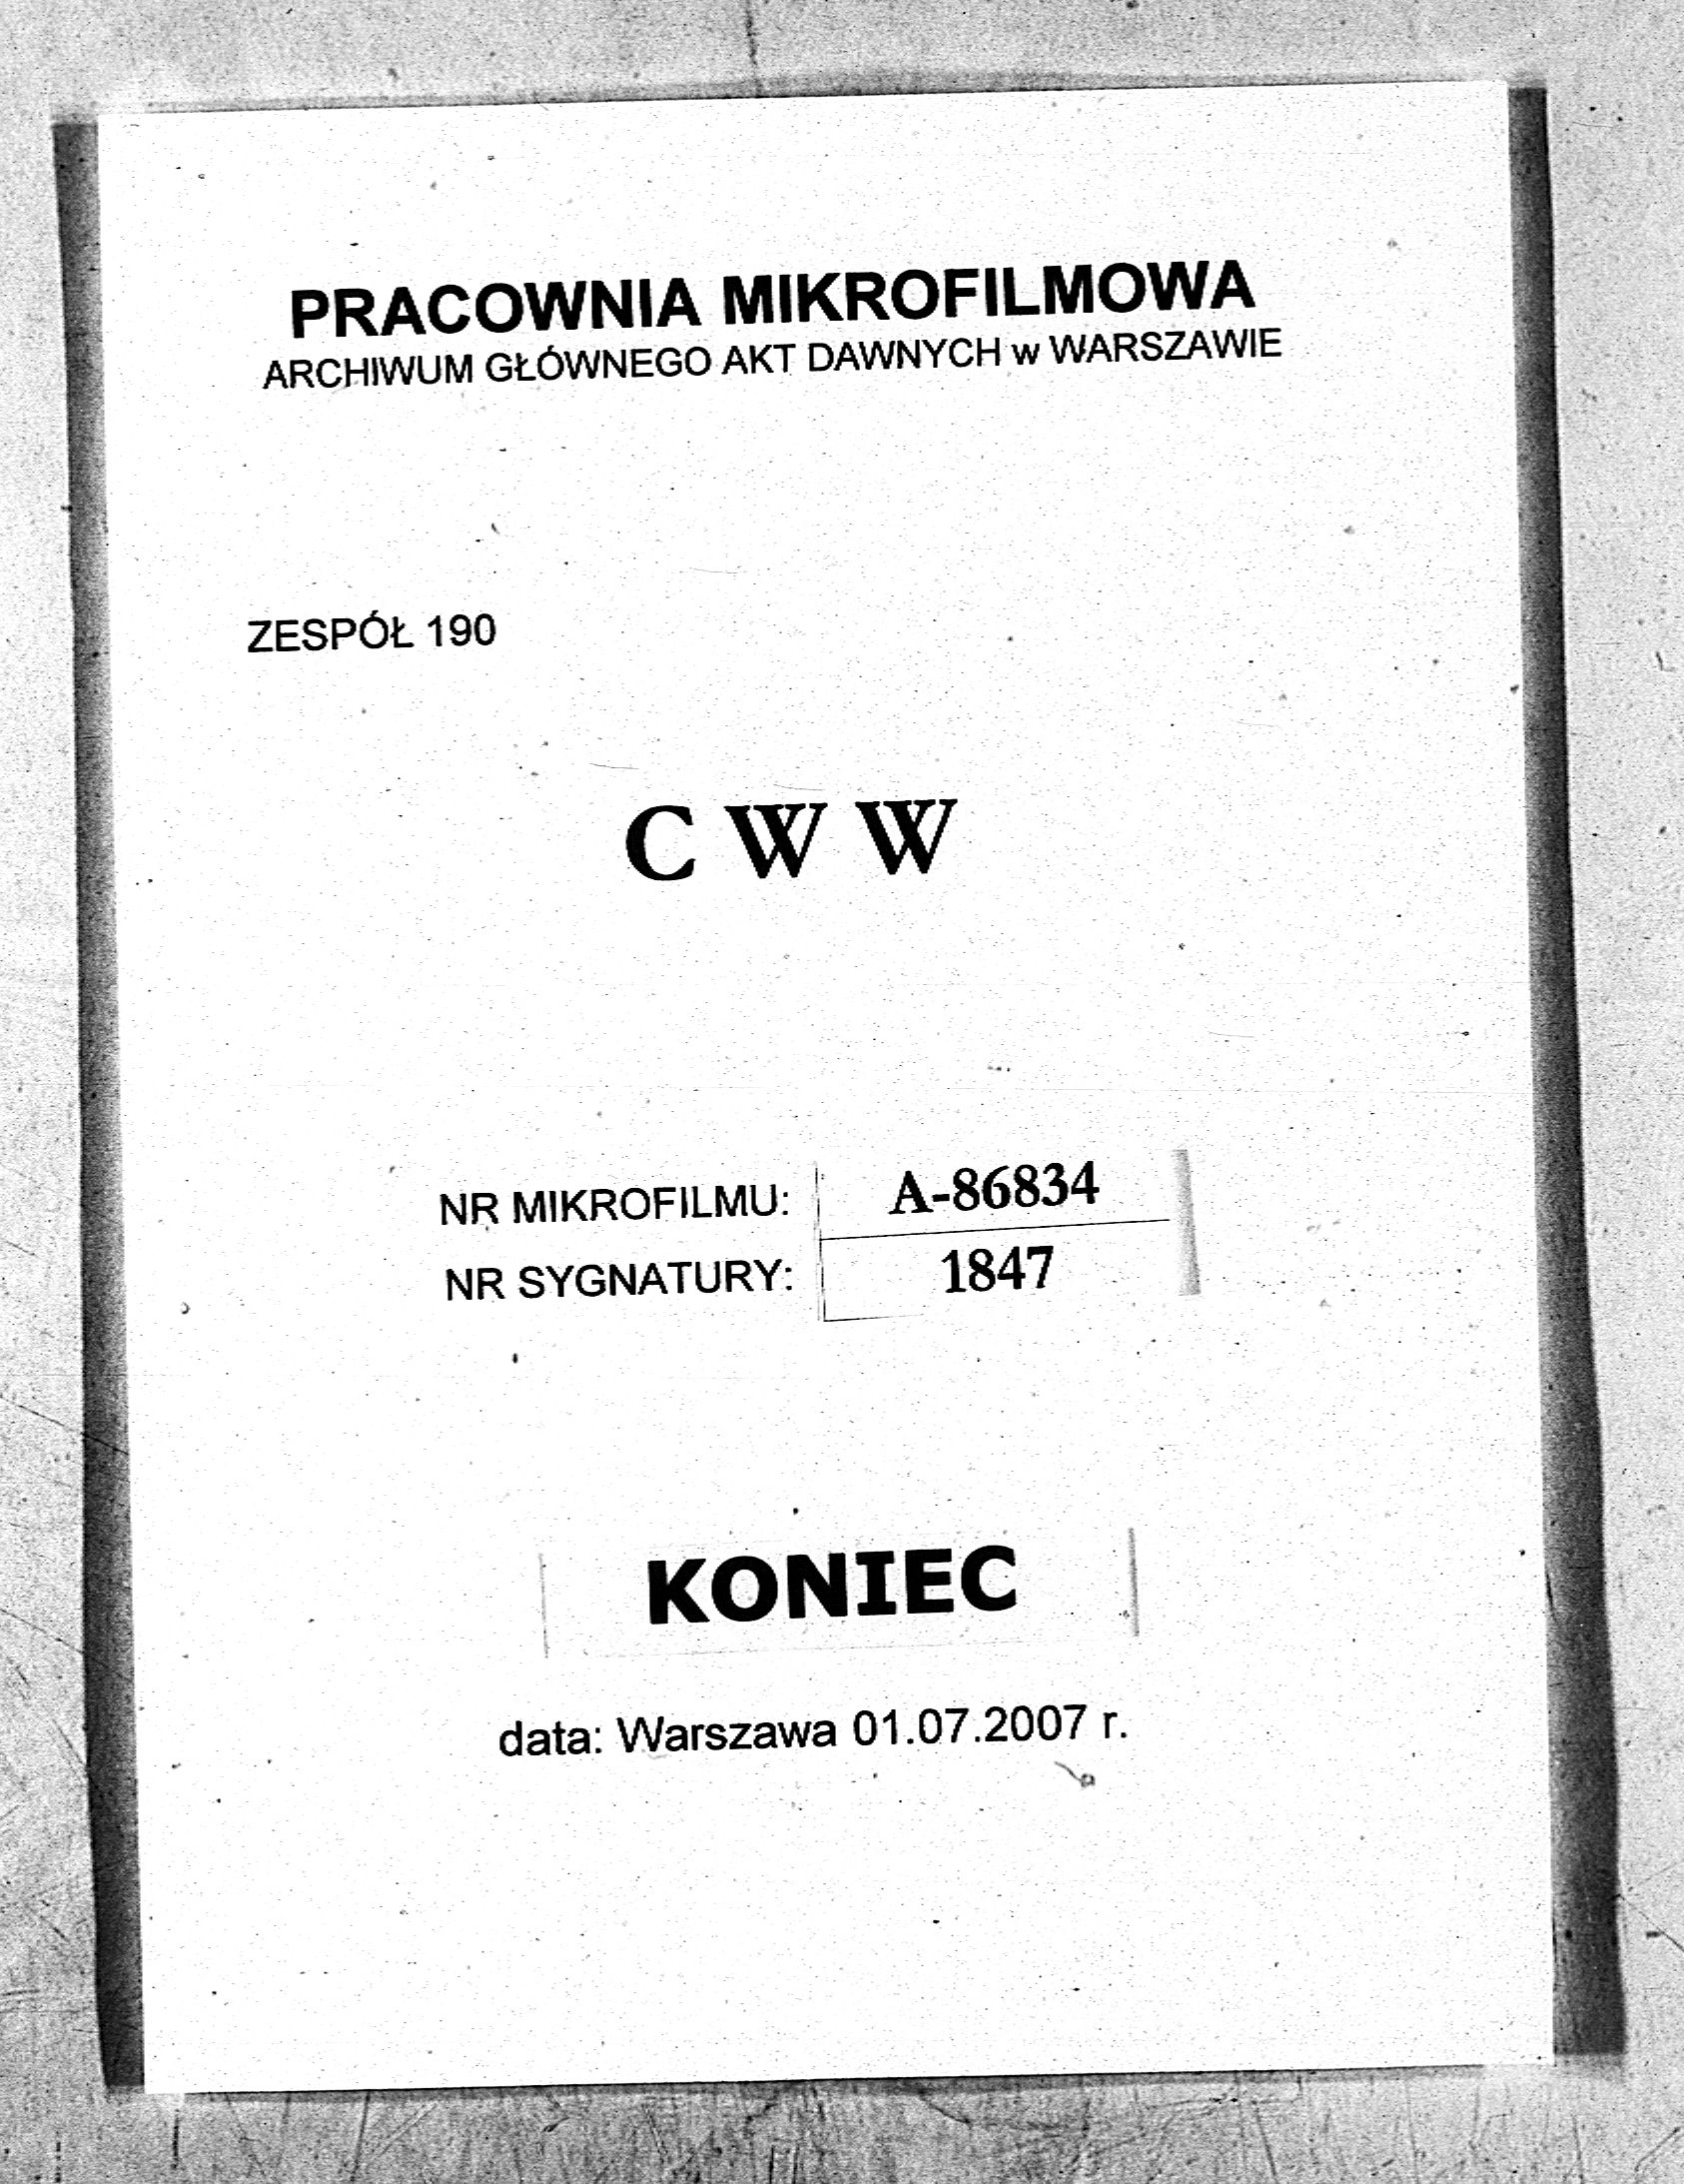 PRACOWNIA MIKROFILMOWA
ARCHIWUM GŁÓWNEGO AKT DAWNYCH w WARSZAWIE
ZESPÓŁ 190
C W W
NR MIKROFILMU: A-86834
NR SYGNATURY: 1847
KONIEC
data: Warszawa 01.07.2007 r.